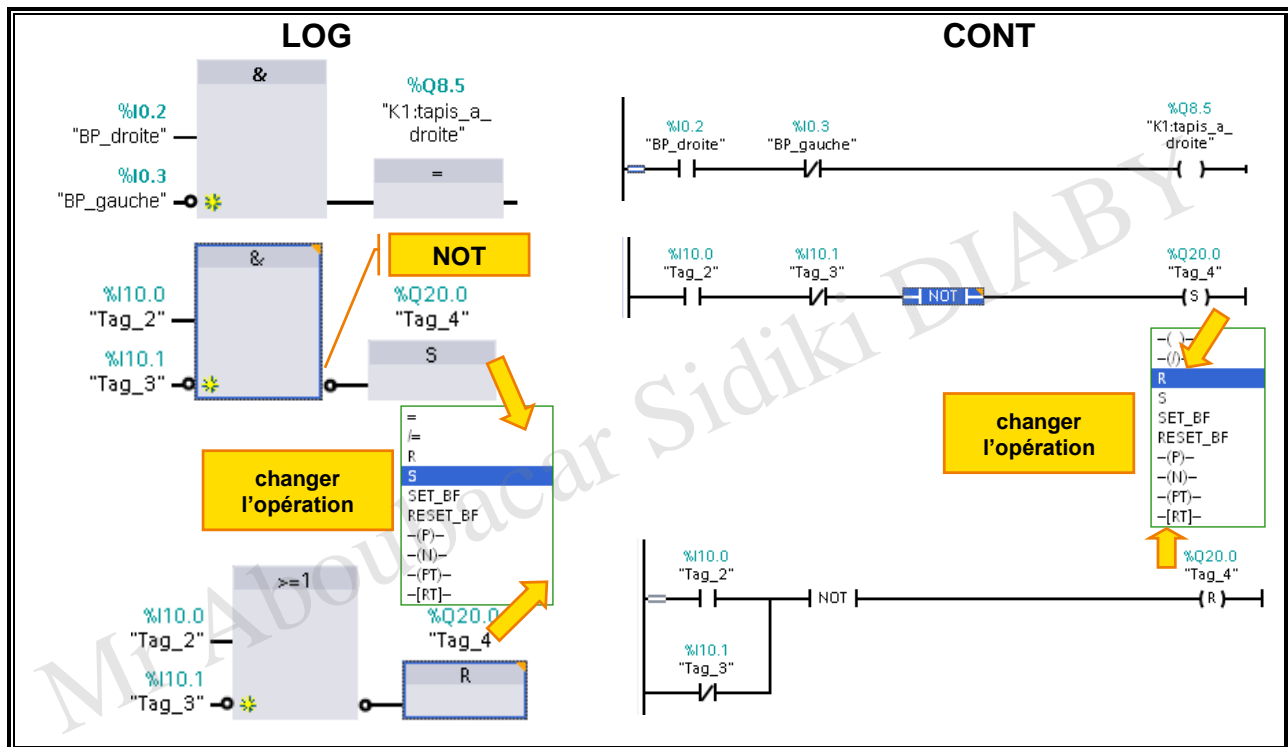 LOG
&
%I0.2
"BP_droite"
%I0.3
"BP_gauche"
%Q8.5
"K1:tapis_a_
droite"
=
&
%I10.0
"Tag_2"
%I10.1
"Tag_3"
NOT
%Q20.0
"Tag_4"
S
changer
l'opération
=
/=
R
S
SET_BF
RESET_BF
–(P)–
–(N)–
–(PT)–
–[RT]–
>=1
%I10.0
"Tag_2"
%I10.1
"Tag_3"
%Q20.0
"Tag_4
R
CONT
%I0.2
"BP_droite"
%I0.3
"BP_gauche"
%Q8.5
"K1:tapis_a_
droite"
%I10.0
"Tag_2"
%I10.1
"Tag_3"
NOT
%Q20.0
"Tag_4"
S
changer
l'opération
–( )–
–(/)–
R
S
SET_BF
RESET_BF
–(P)–
–(N)–
–(PT)–
–[RT]–
%I10.0
"Tag_2"
NOT
%Q20.0
"Tag_4"
R
%I10.1
"Tag_3"
Mr Aboubacar Sidiki DIABY